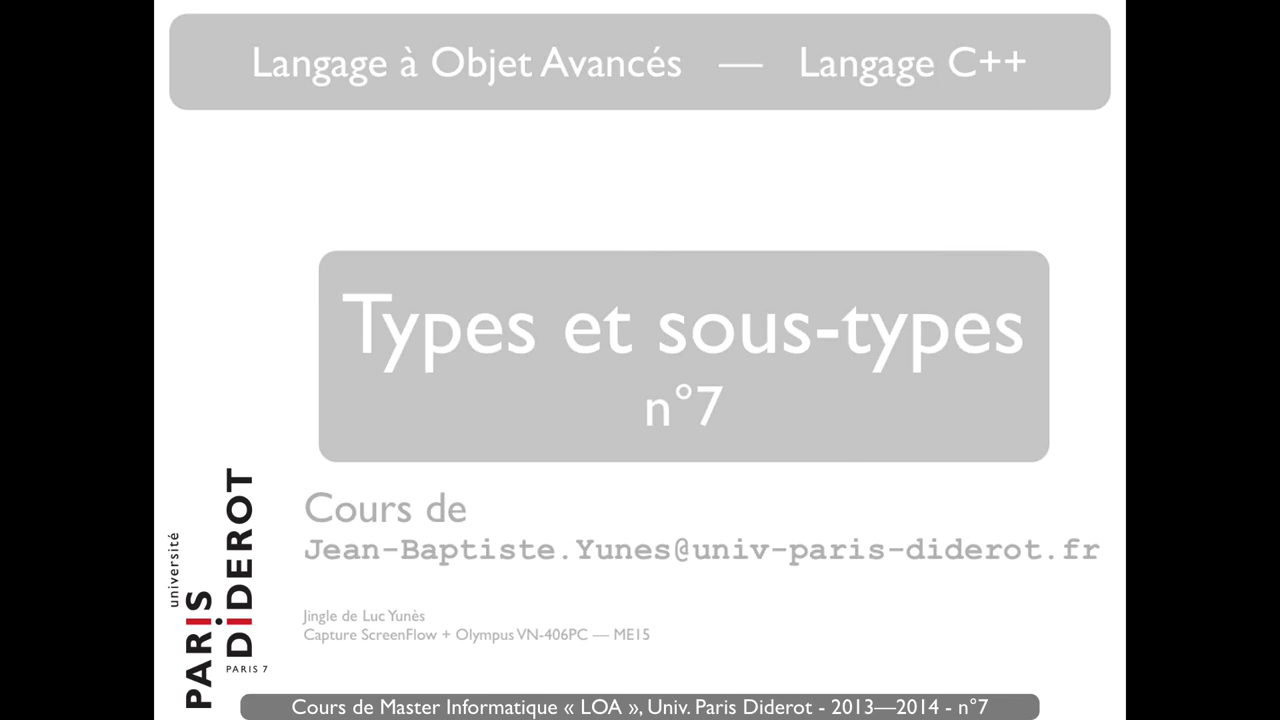 Langage à Objet Avancés — Langage C++
Types et sous-types
n°7
Cours de
Jean-Baptiste.Yunes@univ-paris-diderot.fr
Jingle de Luc Yunès
Capture ScreenFlow + Olympus VN-406PC — ME15
université
PARIS
DiDEROT
PARIS 7
Cours de Master Informatique « LOA », Univ. Paris Diderot - 2013—2014 - n°7